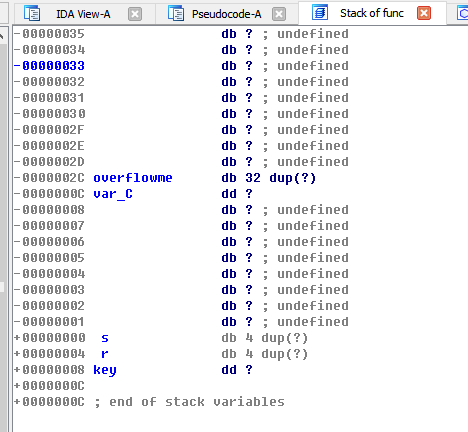 IDA View-A Pseudocode-A Stack of func
-00000035 db ? ; undefined
-00000034 db ? ; undefined
-00000033 db ? ; undefined
-00000032 db ? ; undefined
-00000031 db ? ; undefined
-00000030 db ? ; undefined
-0000002F db ? ; undefined
-0000002E db ? ; undefined
-0000002D db ? ; undefined
-0000002C overflowme db 32 dup(?)
-0000000C var_C dd ?
-00000008 db ? ; undefined
-00000007 db ? ; undefined
-00000006 db ? ; undefined
-00000005 db ? ; undefined
-00000004 db ? ; undefined
-00000003 db ? ; undefined
-00000002 db ? ; undefined
-00000001 db ? ; undefined
+00000000 s db 4 dup(?)
+00000004 r db 4 dup(?)
+00000008 key dd ?
+0000000C
+0000000C ; end of stack variables